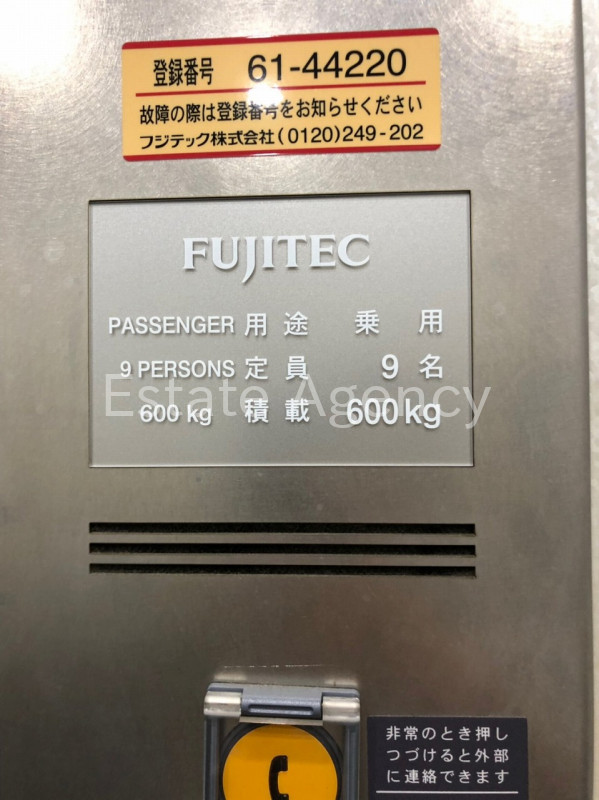 登録番号 61-44220
故障の際は登録番号をお知らせください
フジテック株式会社(0120)249-202
FUJITEC
PASSENGER 用途 乗用
9 PERSONS 定員 9名
600 kg 積載 600kg
Estate Agency
非常のとき押し
つづけると外部
に連絡できます